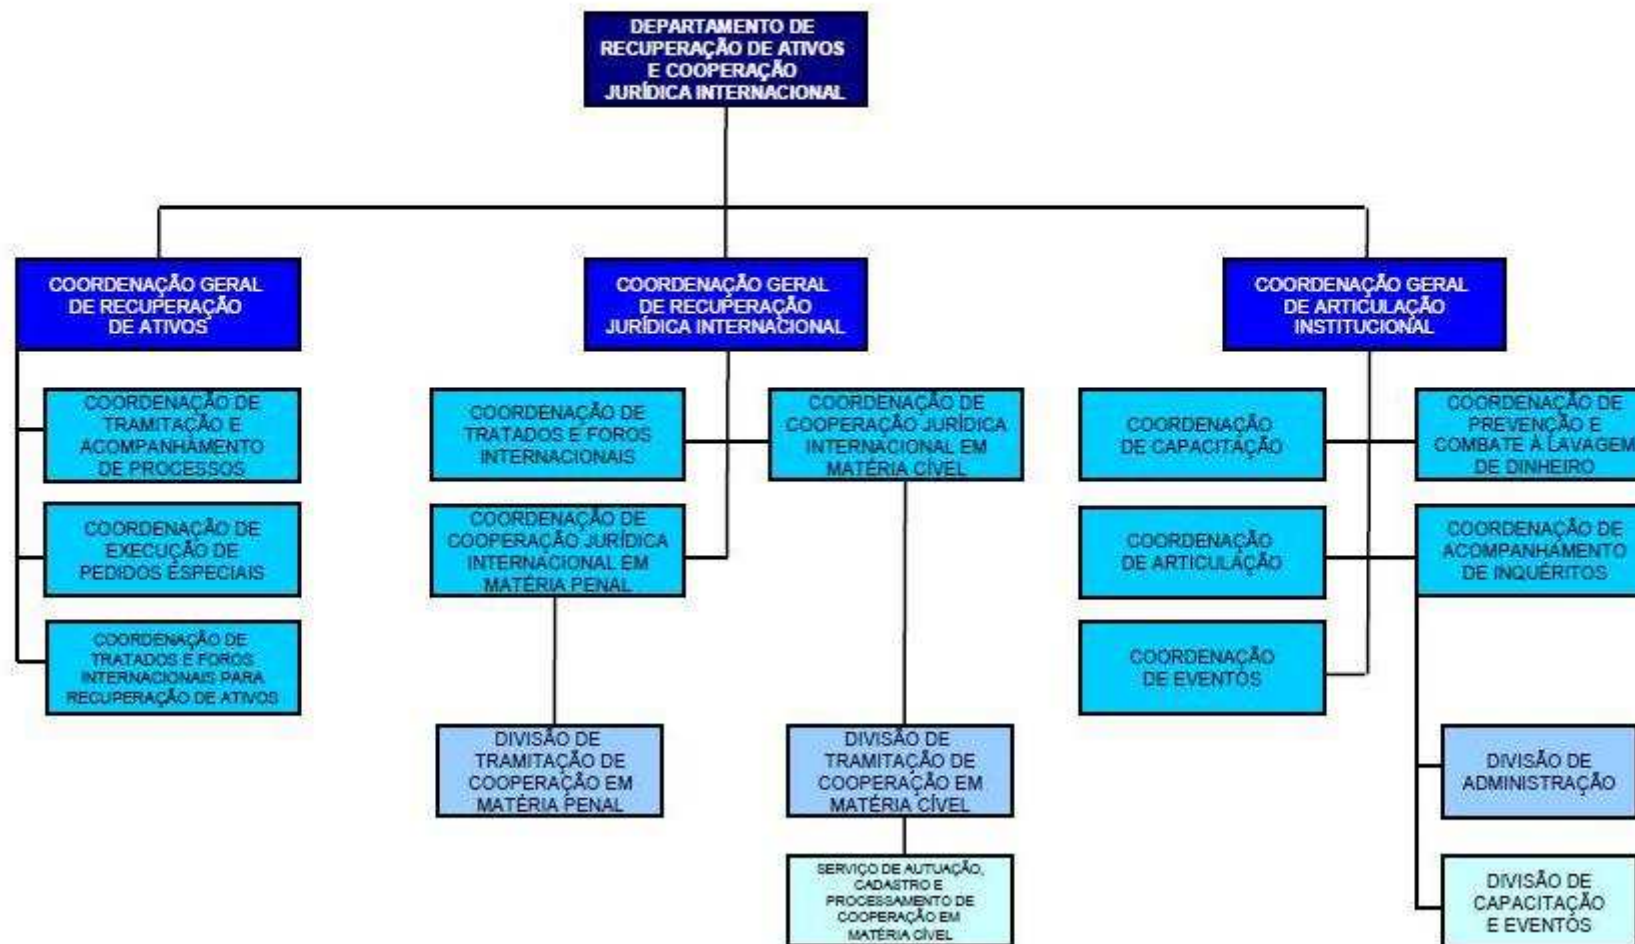 DEPARTAMENTO DE
RECUPERAÇÃO DE ATIVOS
E COOPERAÇÃO
JURÍDICA INTERNACIONAL
COORDENAÇÃO GERAL
DE RECUPERAÇÃO
DE ATIVOS
COORDENAÇÃO GERAL
DE RECUPERAÇÃO
JURÍDICA INTERNACIONAL
COORDENAÇÃO GERAL
DE ARTICULAÇÃO
INSTITUCIONAL
COORDENAÇÃO DE
TRAMITAÇÃO E
ACOMPANHAMENTO
DE PROCESSOS
COORDENAÇÃO DE
TRATADOS E FOROS
INTERNACIONAIS
COORDENAÇÃO DE
COOPERAÇÃO JURÍDICA
INTERNACIONAL EM
MATÉRIA CÍVEL
COORDENAÇÃO
DE CAPACITAÇÃO
COORDENAÇÃO DE
PREVENÇÃO E
COMBATE À LAVAGEM
DE DINHEIRO
COORDENAÇÃO DE
EXECUÇÃO DE
PEDIDOS ESPECIAIS
COORDENAÇÃO DE
COOPERAÇÃO JURÍDICA
INTERNACIONAL EM
MATÉRIA PENAL
COORDENAÇÃO
DE ARTICULAÇÃO
COORDENAÇÃO DE
ACOMPANHAMENTO
DE INQUÉRITOS
COORDENAÇÃO DE
TRATADOS E FOROS
INTERNACIONAIS PARA
RECUPERAÇÃO DE ATIVOS
COORDENAÇÃO
DE EVENTOS
DIVISÃO DE
TRAMITAÇÃO DE
COOPERAÇÃO EM
MATÉRIA PENAL
DIVISÃO DE
TRAMITAÇÃO DE
COOPERAÇÃO EM
MATÉRIA CÍVEL
DIVISÃO DE
ADMINISTRAÇÃO
SERVIÇO DE AUTUAÇÃO,
CADASTRO E
PROCESSAMENTO DE
COOPERAÇÃO EM
MATÉRIA CÍVEL
DIVISÃO DE
CAPACITAÇÃO
E EVENTOS